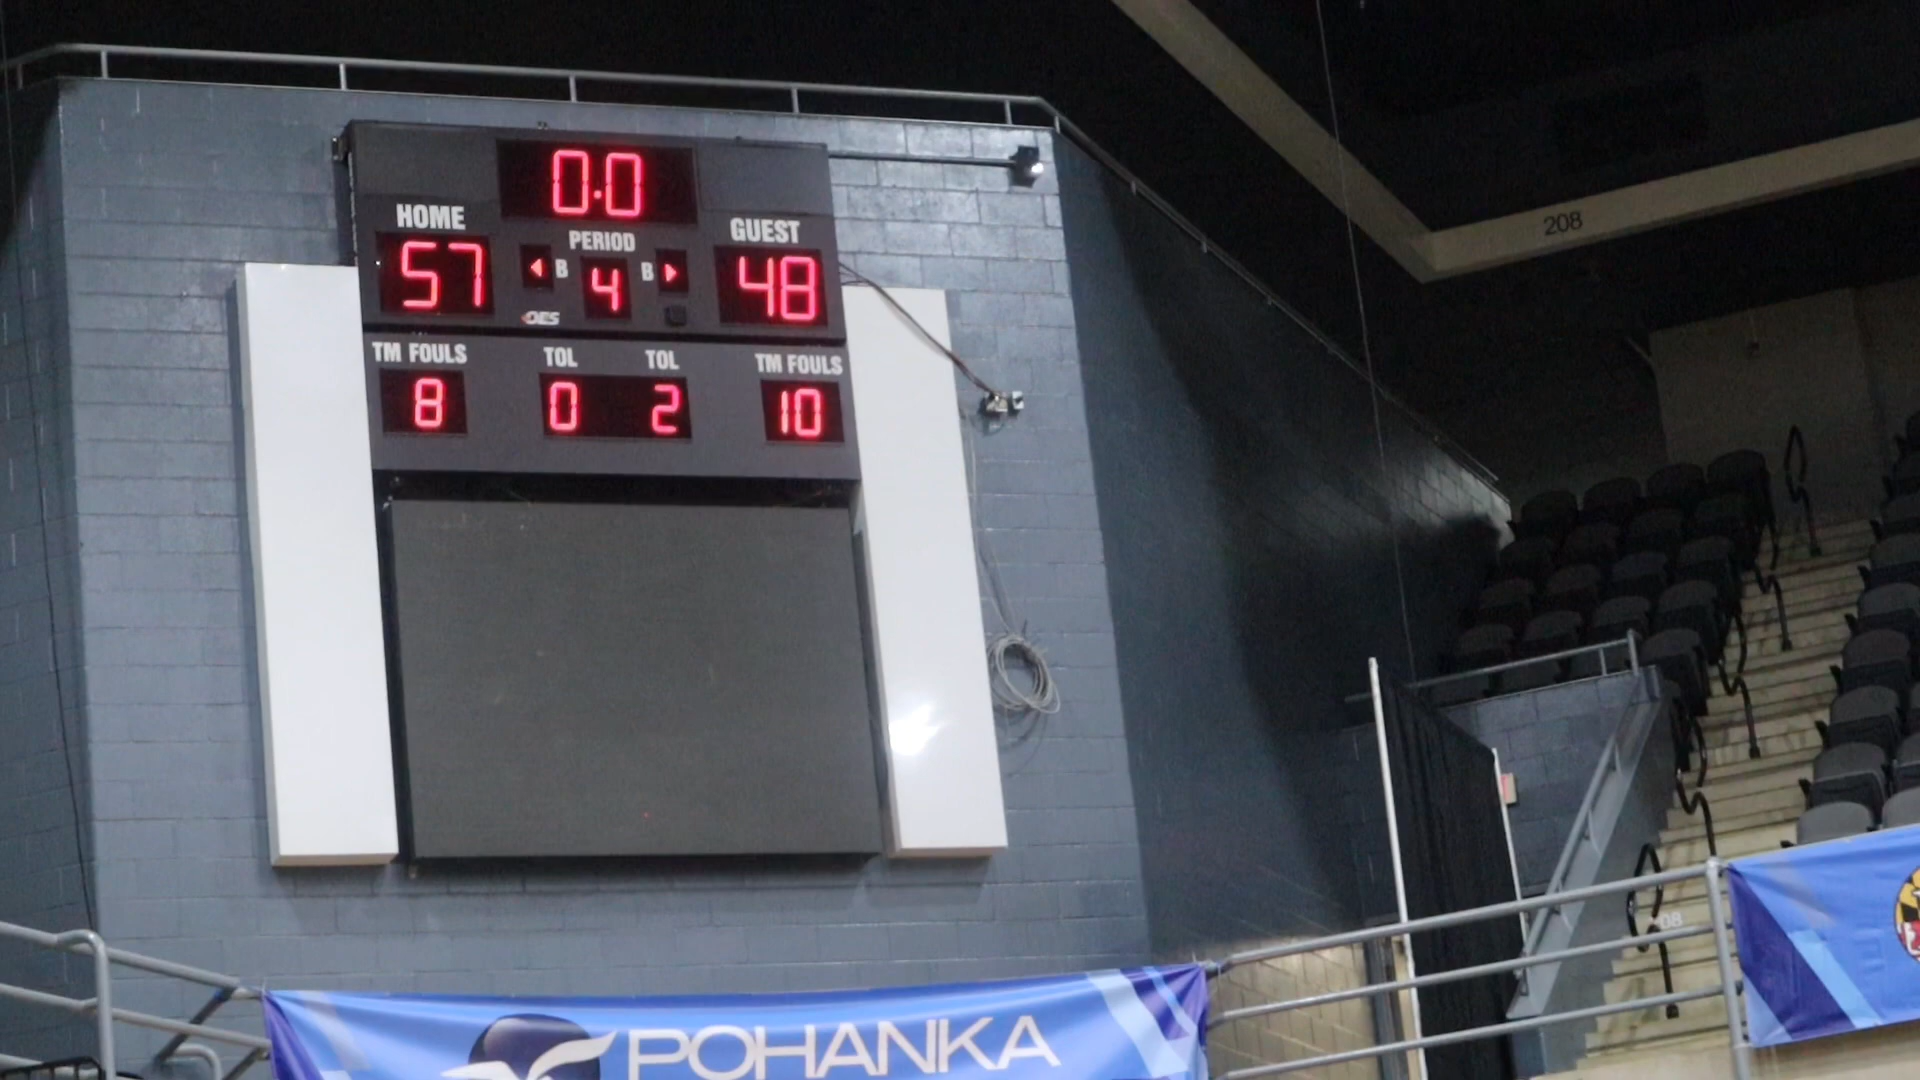 0.0
HOME
GUEST
PERIOD
57
B
4
B
48
OES
TM FOULS
TOL
TOL
TM FOULS
8
0
2
10
208
208
POHANKA